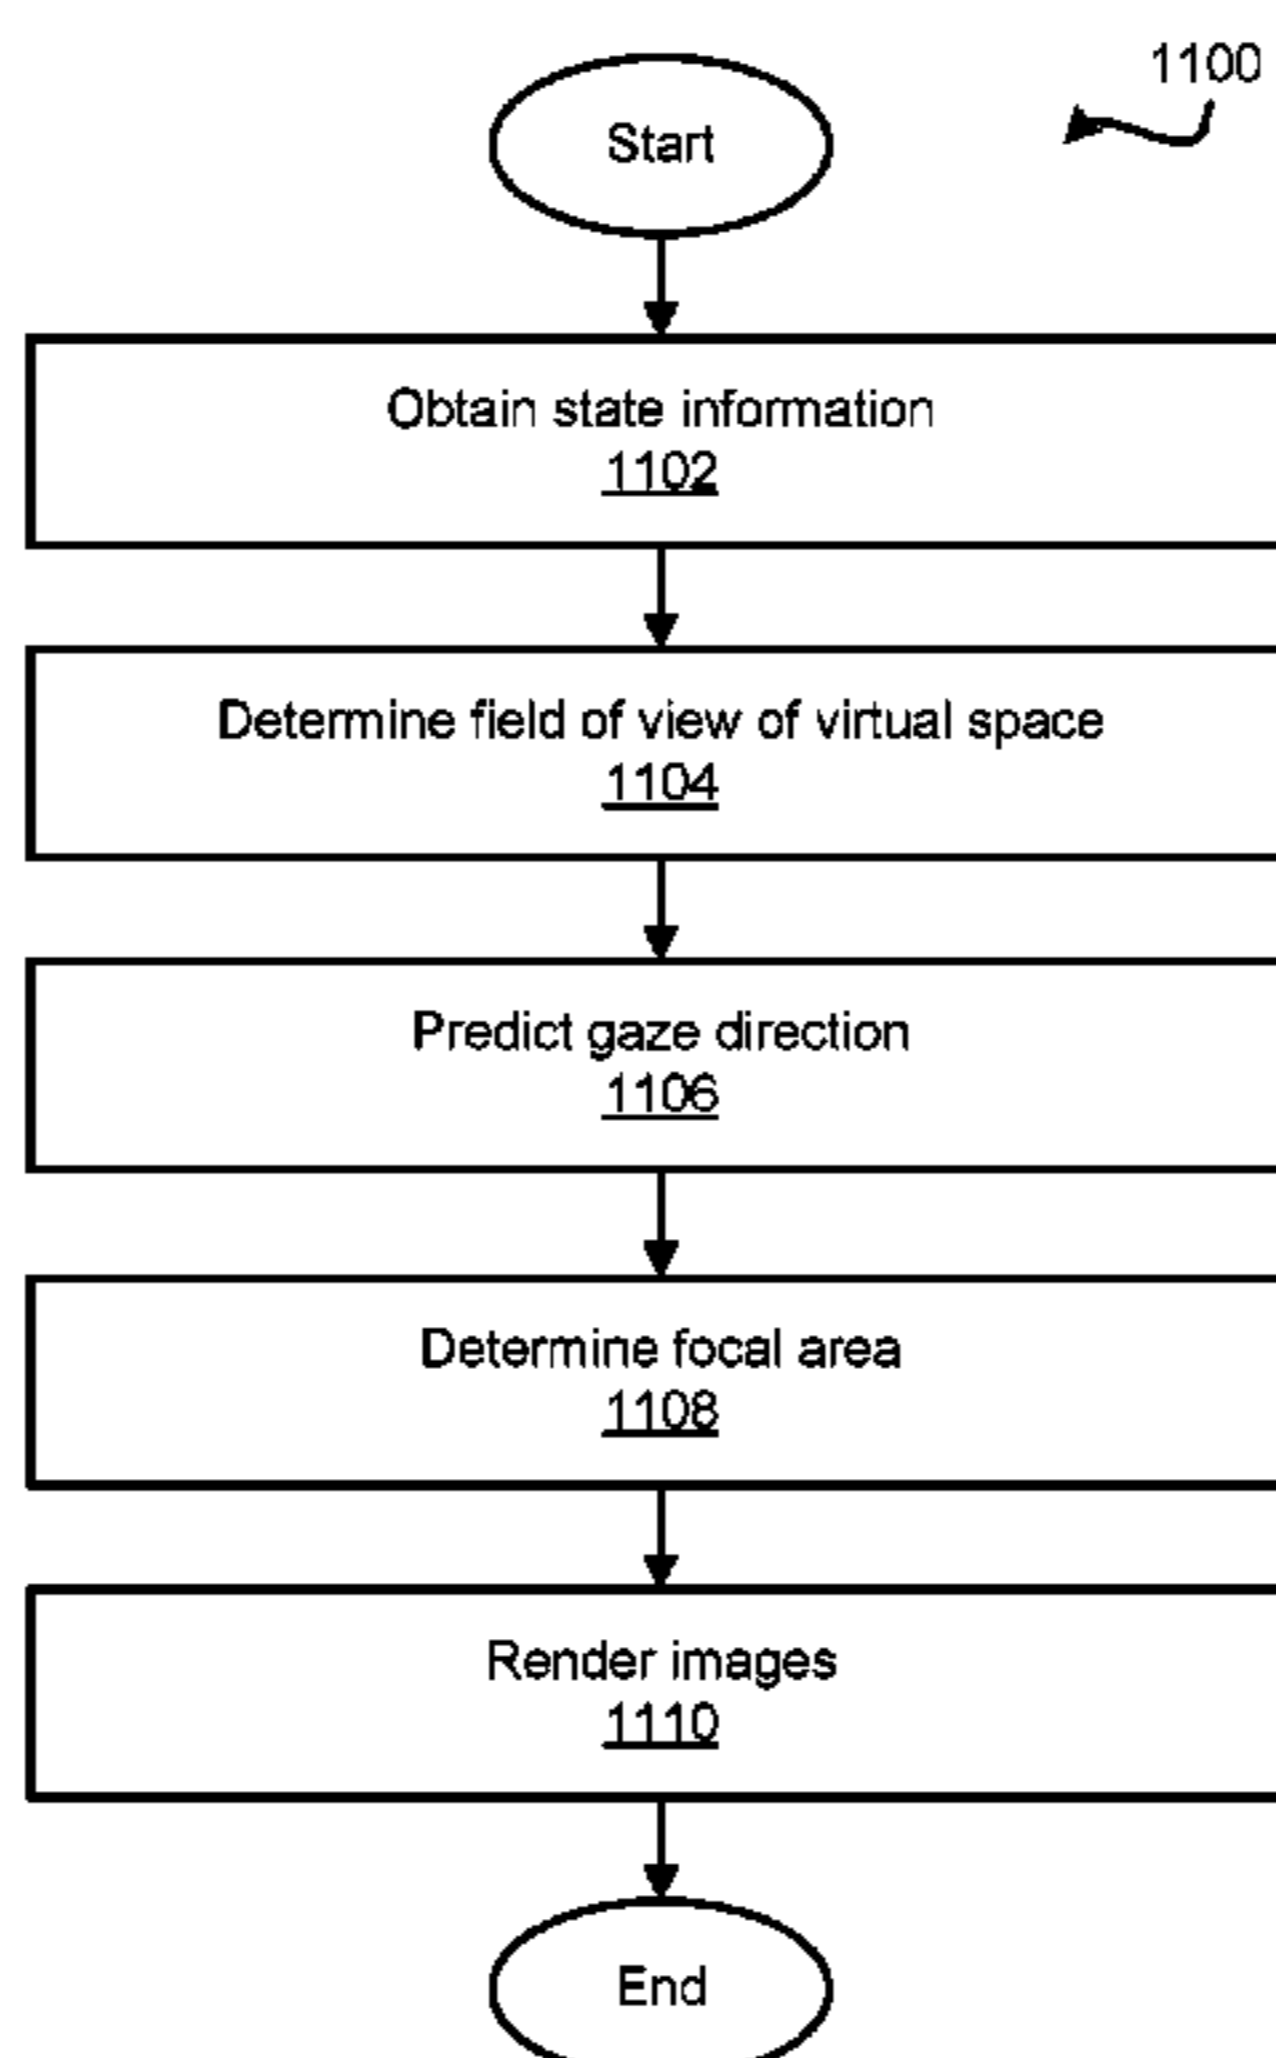 1100
Start
Obtain state information
1102
Determine field of view of virtual space
1104
Predict gaze direction
1106
Determine focal area
1108
Render images
1110
End